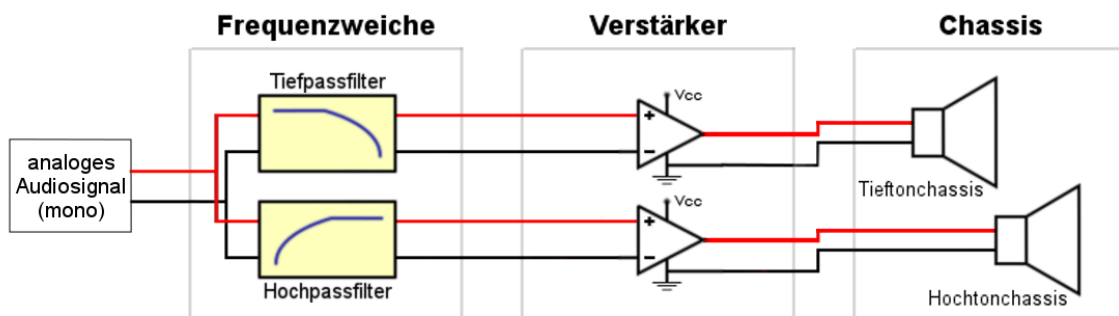 Frequenzweiche
Verstärker
Chassis
Tiefpassfilter
Vcc
+
−
analoges
Audiosignal
(mono)
Tieftonchassis
Vcc
+
−
Hochpassfilter
Hochtonchassis